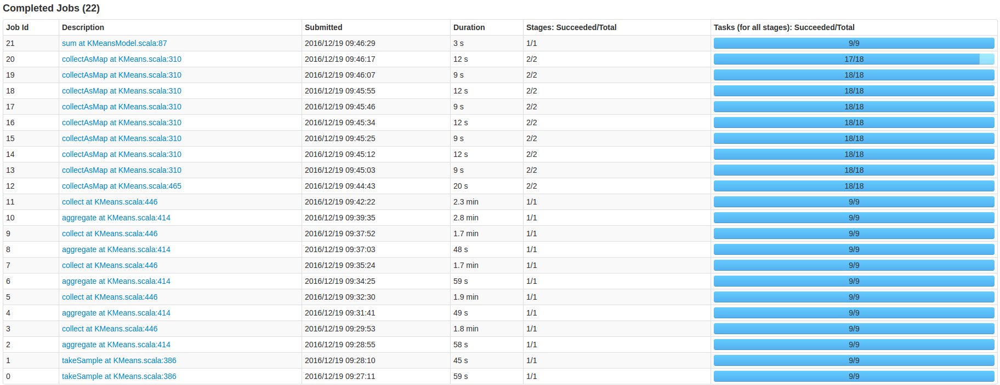 Completed Jobs (22)
Job Id Description Submitted Duration Stages: Succeeded/Total Tasks (for all stages): Succeeded/Total
21 sum at KMeansModel.scala:87 2016/12/19 09:46:29 3 s 1/1 9/9
20 collectAsMap at KMeans.scala:310 2016/12/19 09:46:17 12 s 2/2 17/18
19 collectAsMap at KMeans.scala:310 2016/12/19 09:46:07 9 s 2/2 18/18
18 collectAsMap at KMeans.scala:310 2016/12/19 09:45:55 12 s 2/2 18/18
17 collectAsMap at KMeans.scala:310 2016/12/19 09:45:46 9 s 2/2 18/18
16 collectAsMap at KMeans.scala:310 2016/12/19 09:45:34 12 s 2/2 18/18
15 collectAsMap at KMeans.scala:310 2016/12/19 09:45:25 9 s 2/2 18/18
14 collectAsMap at KMeans.scala:310 2016/12/19 09:45:12 12 s 2/2 18/18
13 collectAsMap at KMeans.scala:310 2016/12/19 09:45:03 9 s 2/2 18/18
12 collectAsMap at KMeans.scala:465 2016/12/19 09:44:43 20 s 2/2 18/18
11 collect at KMeans.scala:446 2016/12/19 09:42:22 2.3 min 1/1 9/9
10 aggregate at KMeans.scala:414 2016/12/19 09:39:35 2.8 min 1/1 9/9
9 collect at KMeans.scala:446 2016/12/19 09:37:52 1.7 min 1/1 9/9
8 aggregate at KMeans.scala:414 2016/12/19 09:37:03 48 s 1/1 9/9
7 collect at KMeans.scala:446 2016/12/19 09:35:24 1.7 min 1/1 9/9
6 aggregate at KMeans.scala:414 2016/12/19 09:34:25 59 s 1/1 9/9
5 collect at KMeans.scala:446 2016/12/19 09:32:30 1.9 min 1/1 9/9
4 aggregate at KMeans.scala:414 2016/12/19 09:31:41 49 s 1/1 9/9
3 collect at KMeans.scala:446 2016/12/19 09:29:53 1.8 min 1/1 9/9
2 aggregate at KMeans.scala:414 2016/12/19 09:28:55 58 s 1/1 9/9
1 takeSample at KMeans.scala:386 2016/12/19 09:28:10 45 s 1/1 9/9
0 takeSample at KMeans.scala:386 2016/12/19 09:27:11 59 s 1/1 9/9